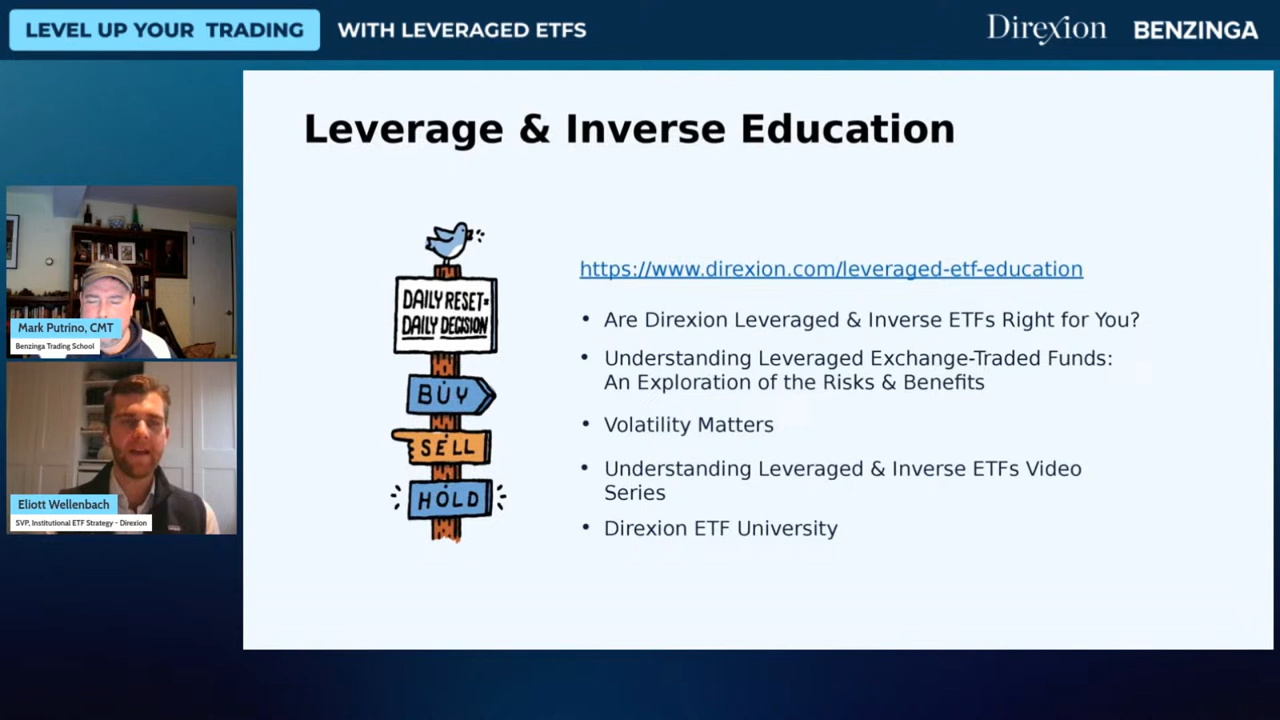 LEVEL UP YOUR TRADING WITH LEVERAGED ETFS
Direxion BENZINGA
Leverage & Inverse Education
DAILY RESET=
DAILY DECISION
BUY
SELL
HOLD
https://www.direxion.com/leveraged-etf-education
• Are Direxion Leveraged & Inverse ETFs Right for You?
• Understanding Leveraged Exchange-Traded Funds:
An Exploration of the Risks & Benefits
• Volatility Matters
• Understanding Leveraged & Inverse ETFs Video
Series
• Direxion ETF University
Mark Putrino, CMT
Benzinga Trading School
Eliott Wellenbach
SVP, Institutional ETF Strategy - Direxion